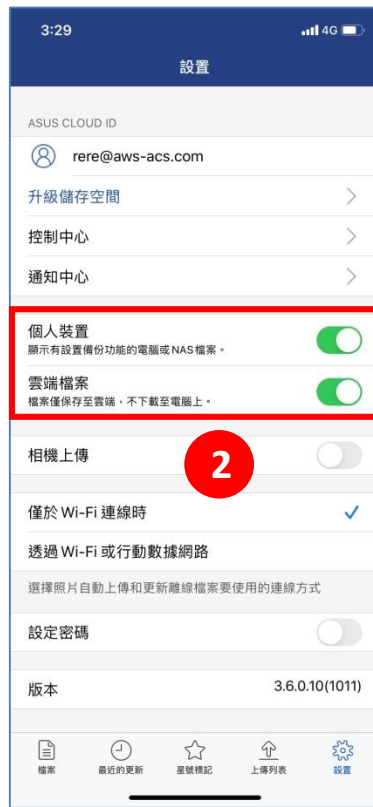 3:29 4G
設置
ASUS CLOUD ID
rere@aws-acs.com
升級儲存空間
控制中心
通知中心
個人裝置
顯示有設置備份功能的電腦或NAS檔案。
雲端檔案
檔案僅保存至雲端，不下載至電腦上。
相機上傳
2
僅於 Wi-Fi 連線時
透過 Wi-Fi 或行動數據網路
選擇照片自動上傳和更新離線檔案要使用的連線方式
設定密碼
版本 3.6.0.10(1011)
檔案 最近的更新 星號標記 上傳列表 設置